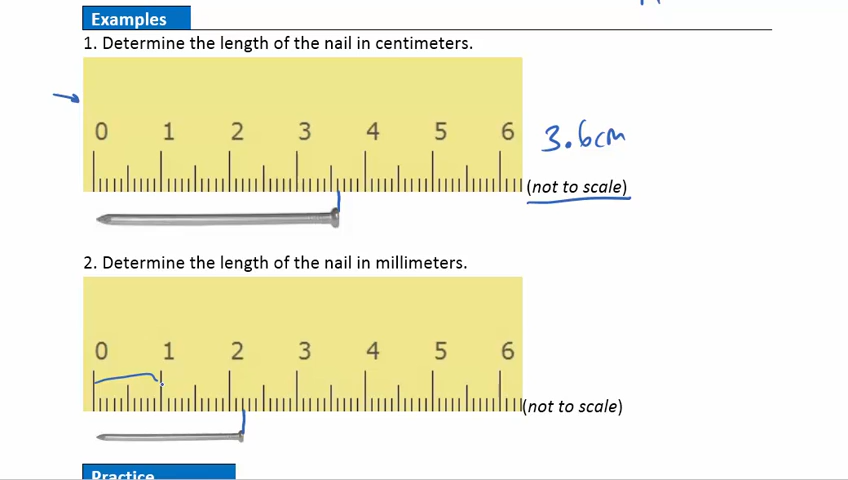 Examples
1. Determine the length of the nail in centimeters.
0 1 2 3 4 5 6
3.6cm
(not to scale)
2. Determine the length of the nail in millimeters.
0 1 2 3 4 5 6
(not to scale)
Practice